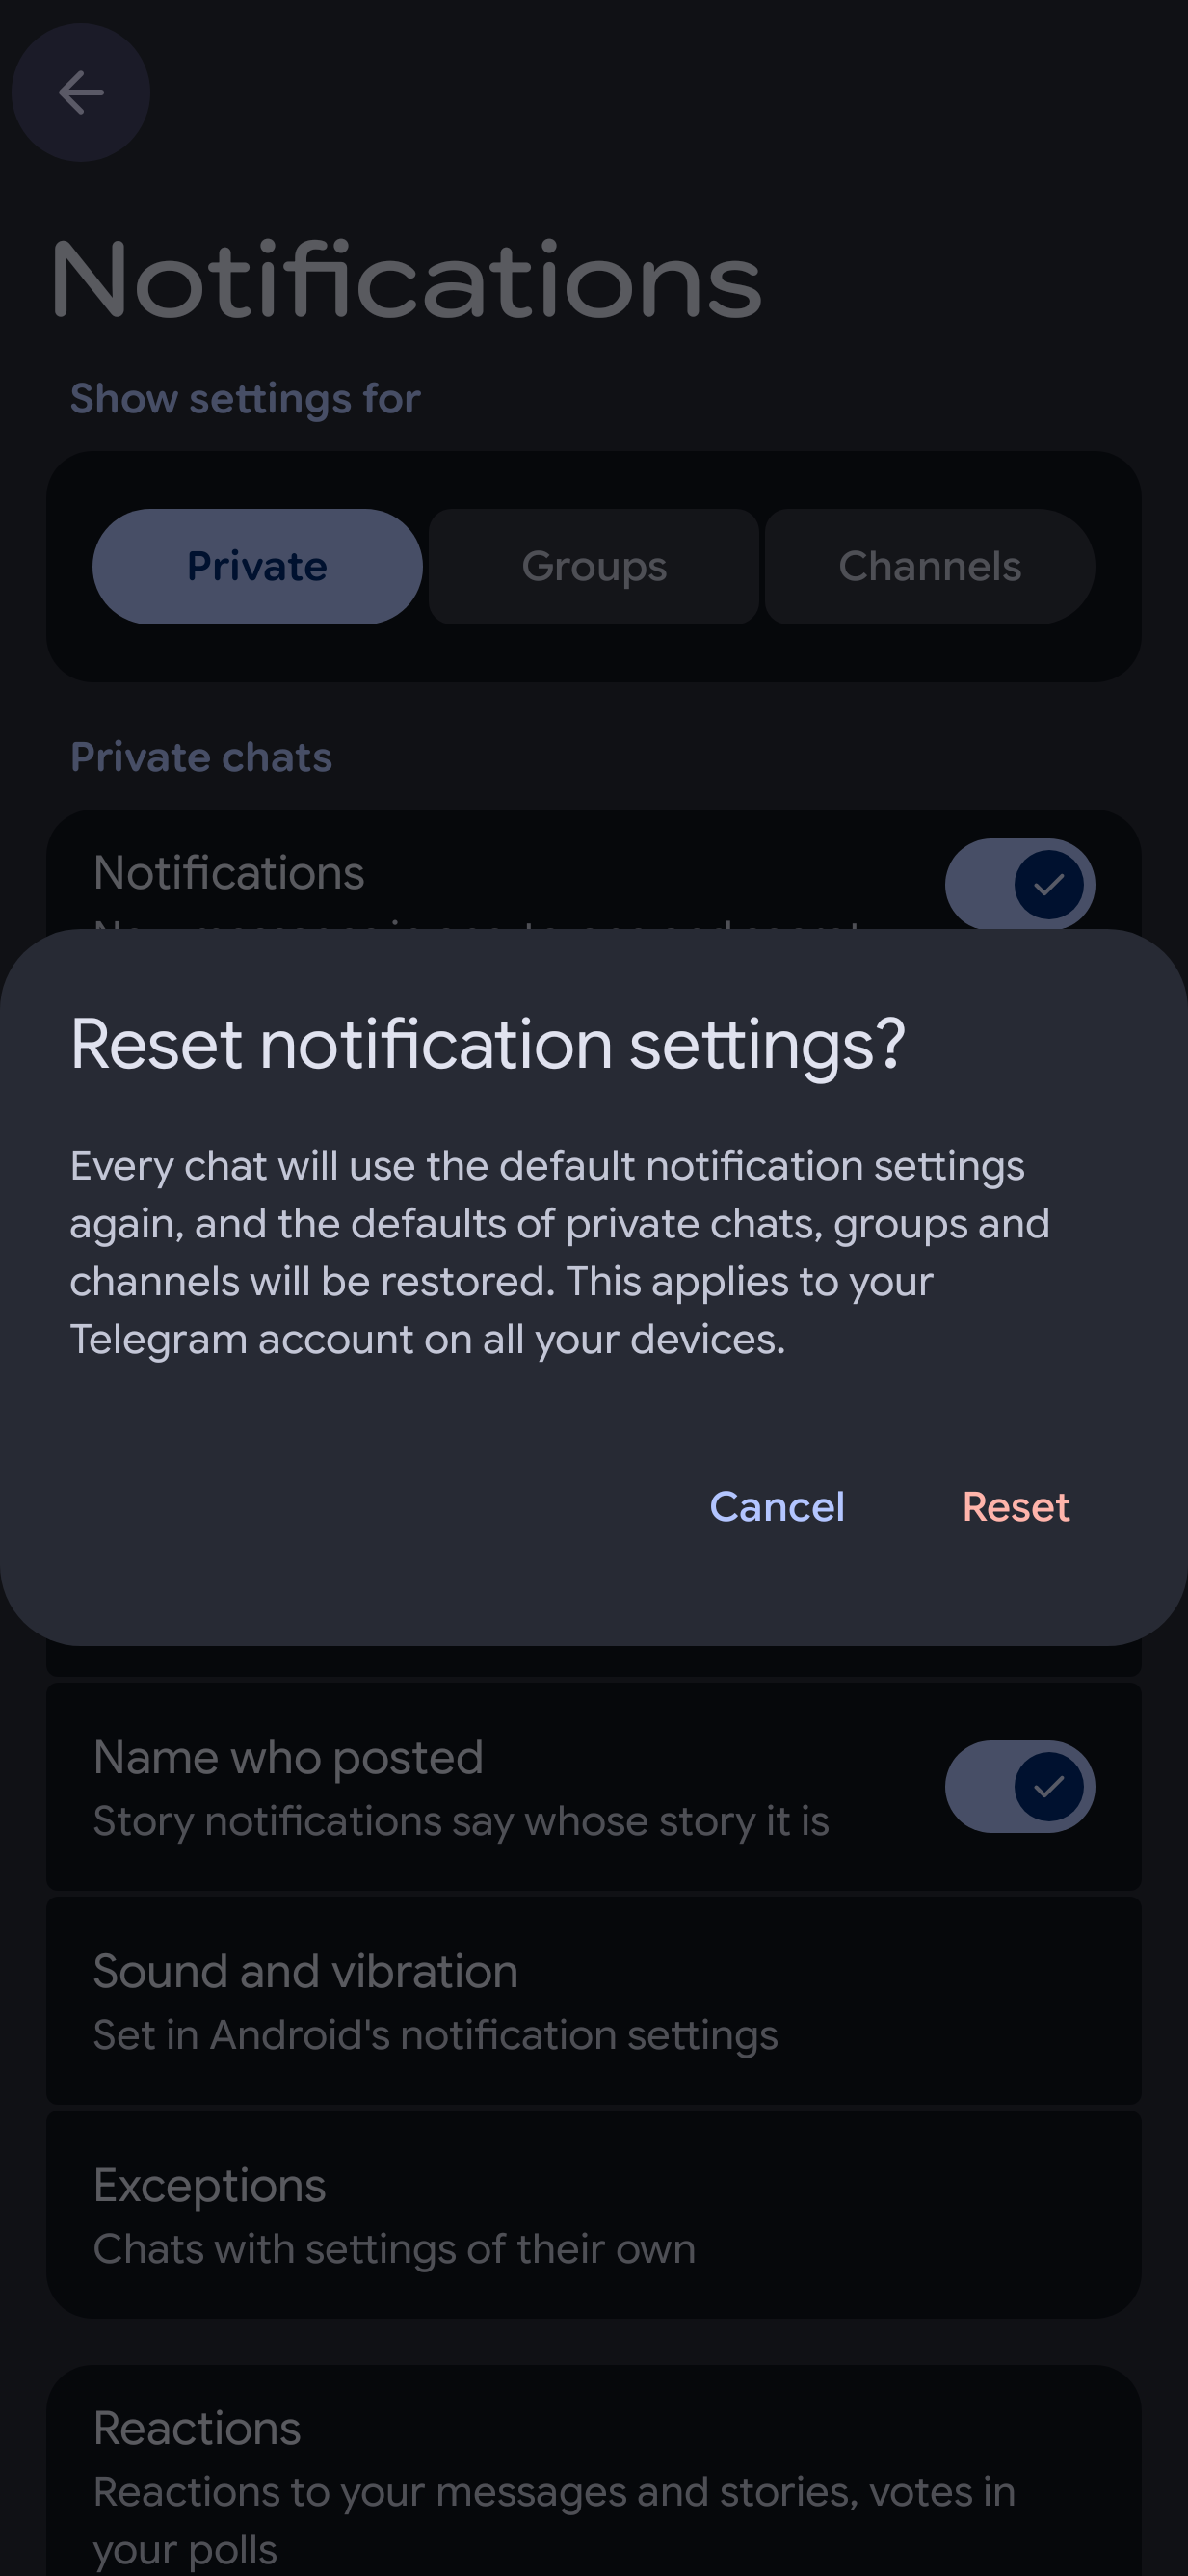 Notifications
Show settings for
Private
Groups
Channels
Private chats
Notifications
Reset notification settings?
Every chat will use the default notification settings
again, and the defaults of private chats, groups and
channels will be restored. This applies to your
Telegram account on all your devices.
Cancel
Reset
Name who posted
Story notifications say whose story it is
Sound and vibration
Set in Android's notification settings
Exceptions
Chats with settings of their own
Reactions
Reactions to your messages and stories, votes in
your polls